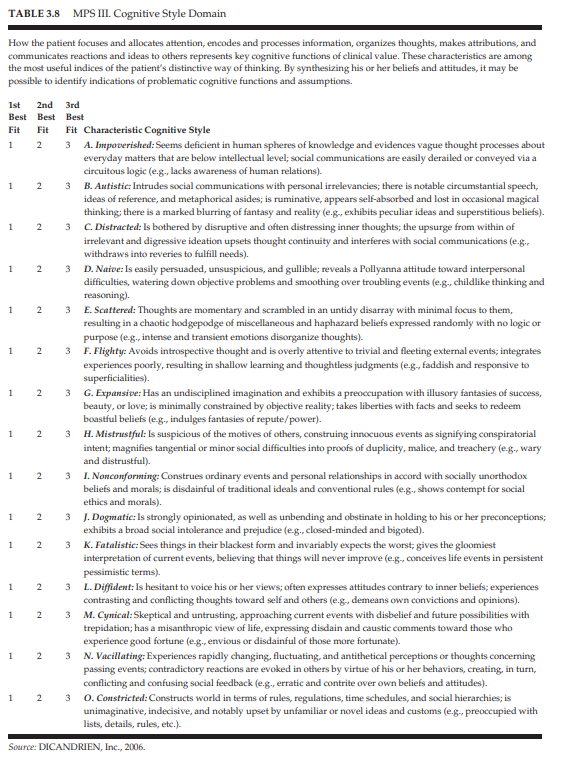 TABLE 3.8 MPS III. Cognitive Style Domain
How the patient focuses and allocates attention, encodes and processes information, organizes thoughts, makes attributions, and
communicates reactions and ideas to others represents key cognitive functions of clinical value. These characteristics are among
the most useful indices of the patient's distinctive way of thinking. By synthesizing his or her beliefs and attitudes, it may be
possible to identify indications of problematic cognitive functions and assumptions.
1st 2nd 3rd
Best Best Best
Fit Fit Fit Characteristic Cognitive Style
1 2 3 A. Impoverished: Seems deficient in human spheres of knowledge and evidences vague thought processes about
everyday matters that are below intellectual level; social communications are easily derailed or conveyed via a
circuitous logic (e.g., lacks awareness of human relations).
1 2 3 B. Autistic: Intrudes social communications with personal irrelevancies; there is notable circumstantial speech,
ideas of reference, and metaphorical asides; is ruminative, appears self-absorbed and lost in occasional magical
thinking; there is a marked blurring of fantasy and reality (e.g., exhibits peculiar ideas and superstitious beliefs).
1 2 3 C. Distracted: Is bothered by disruptive and often distressing inner thoughts; the upsurge from within of
irrelevant and digressive ideation upsets thought continuity and interferes with social communications (e.g.,
withdraws into reveries to fulfill needs).
1 2 3 D. Naive: Is easily persuaded, unsuspicious, and gullible; reveals a Pollyanna attitude toward interpersonal
difficulties, watering down objective problems and smoothing over troubling events (e.g., childlike thinking and
reasoning).
1 2 3 E. Scattered: Thoughts are momentary and scrambled in an untidy disarray with minimal focus to them,
resulting in a chaotic hodgepodge of miscellaneous and haphazard beliefs expressed randomly with no logic or
purpose (e.g., intense and transient emotions disorganize thoughts).
1 2 3 F. Flighty: Avoids introspective thought and is overly attentive to trivial and fleeting external events; integrates
experiences poorly, resulting in shallow learning and thoughtless judgments (e.g., faddish and responsive to
superficialities).
1 2 3 G. Expansive: Has an undisciplined imagination and exhibits a preoccupation with illusory fantasies of success,
beauty, or love; is minimally constrained by objective reality; takes liberties with facts and seeks to redeem
boastful beliefs (e.g., indulges fantasies of repute/power).
1 2 3 H. Mistrustful: Is suspicious of the motives of others, construing innocuous events as signifying conspiratorial
intent; magnifies tangential or minor social difficulties into proofs of duplicity, malice, and treachery (e.g., wary
and distrustful).
1 2 3 I. Nonconforming: Construes ordinary events and personal relationships in accord with socially unorthodox
beliefs and morals; is disdainful of traditional ideals and conventional rules (e.g., shows contempt for social
ethics and morals).
1 2 3 J. Dogmatic: Is strongly opinionated, as well as unbending and obstinate in holding to his or her preconceptions;
exhibits a broad social intolerance and prejudice (e.g., closed-minded and bigoted).
1 2 3 K. Fatalistic: Sees things in their blackest form and invariably expects the worst; gives the gloomiest
interpretation of current events, believing that things will never improve (e.g., conceives life events in persistent
pessimistic terms).
1 2 3 L. Diffident: Is hesitant to voice his or her views; often expresses attitudes contrary to inner beliefs; experiences
contrasting and conflicting thoughts toward self and others (e.g., demeans own convictions and opinions).
1 2 3 M. Cynical: Skeptical and untrusting, approaching current events with disbelief and future possibilities with
trepidation; has a misanthropic view of life, expressing disdain and caustic comments toward those who
experience good fortune (e.g., envious or disdainful of those more fortunate).
1 2 3 N. Vacillating: Experiences rapidly changing, fluctuating, and antithetical perceptions or thoughts concerning
passing events; contradictory reactions are evoked in others by virtue of his or her behaviors, creating, in turn,
conflicting and confusing social feedback (e.g., erratic and contrite over own beliefs and attitudes).
1 2 3 O. Constricted: Constructs world in terms of rules, regulations, time schedules, and social hierarchies; is
unimaginative, indecisive, and notably upset by unfamiliar or novel ideas and customs (e.g., preoccupied with
lists, details, rules, etc.).
Source: DICANDRIEN, Inc., 2006.